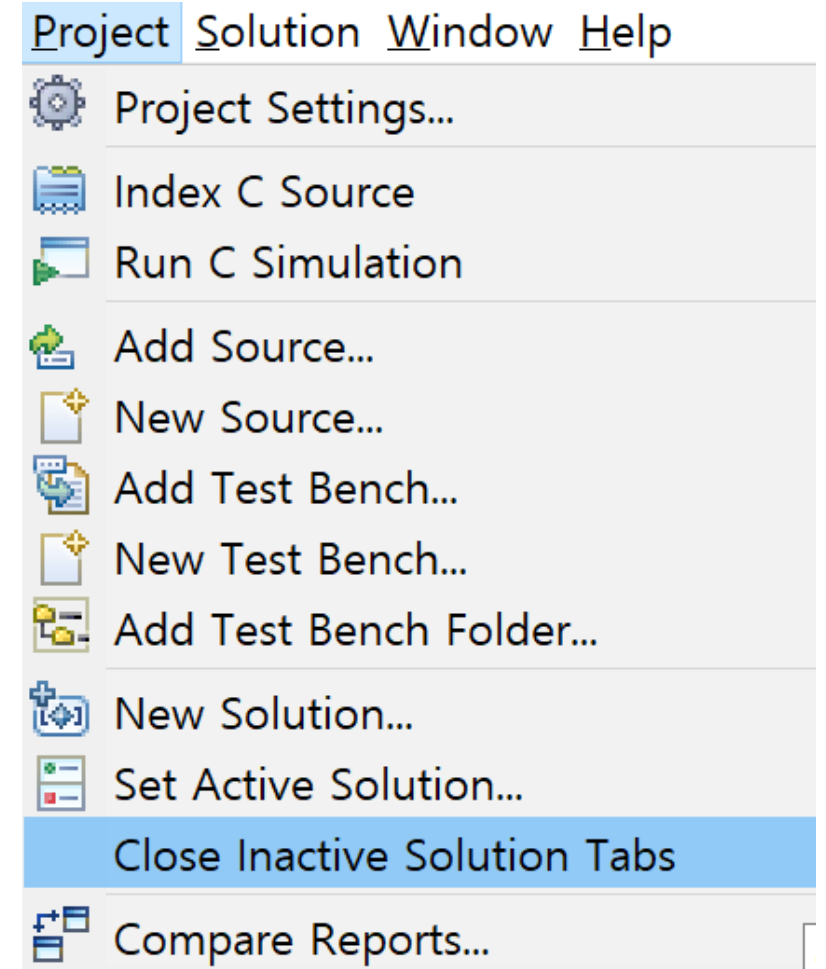 Project Solution Window Help
Project Settings...
Index C Source
Run C Simulation
Add Source...
New Source...
Add Test Bench...
New Test Bench...
Add Test Bench Folder...
New Solution...
Set Active Solution...
Close Inactive Solution Tabs
Compare Reports...